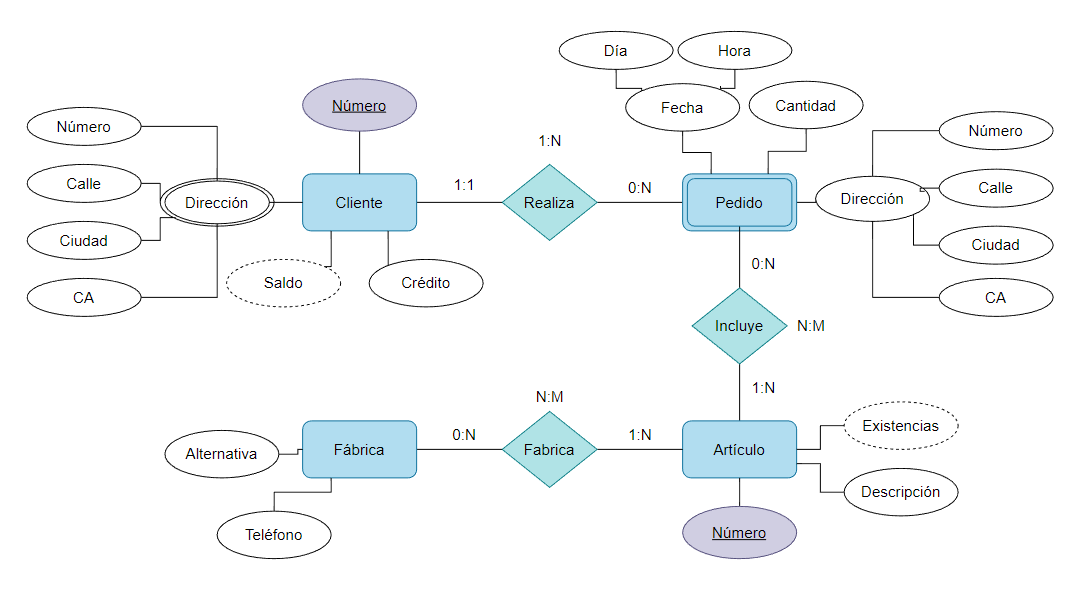 Día
Hora
Número
Fecha
Cantidad
Número
Número
1:N
Calle
1:1
0:N
Calle
Dirección
Cliente
Realiza
Pedido
Dirección
Ciudad
Ciudad
0:N
Saldo
Crédito
CA
CA
Incluye
N:M
1:N
N:M
Existencias
0:N
1:N
Alternativa
Fábrica
Fabrica
Artículo
Descripción
Teléfono
Número